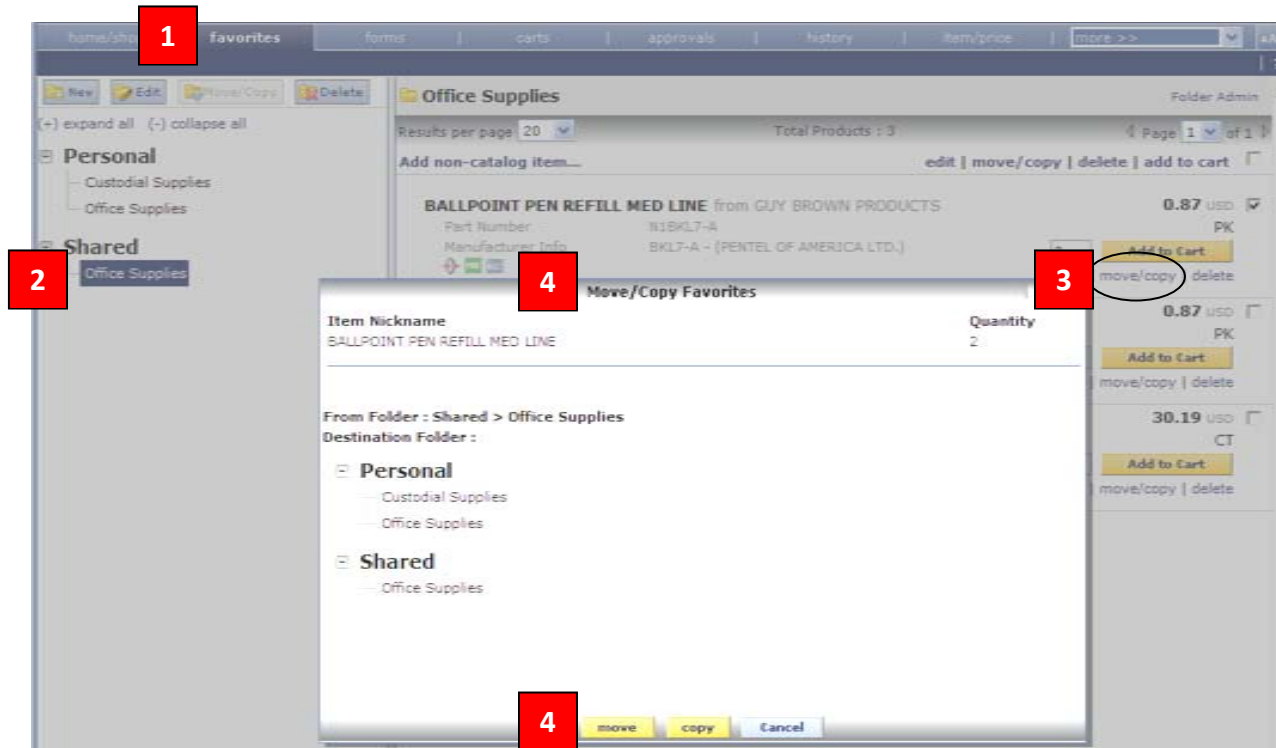 home/sho 1 favorites forms | carts | approvals | history | item/price | more >>
New Edit Move/Copy Delete
(+) expand all (-) collapse all
Personal
Custodial Supplies
Office Supplies
Shared
2 Office Supplies
Office Supplies Folder Admin
Results per page 20 Total Products : 3 Page 1 of 1
Add non-catalog item... edit | move/copy | delete | add to cart
BALLPOINT PEN REFILL MED LINE from GUY BROWN PRODUCTS 0.87 USD
Part Number N1BKL7-A PK
Manufacturer Info BKL7-A - (PENTEL OF AMERICA LTD.) Add to Cart
3 move/copy | delete
0.87 USD
PK
Add to Cart
move/copy | delete
30.19 USD
CT
Add to Cart
| move/copy | delete
4 Move/Copy Favorites
Item Nickname Quantity
BALLPOINT PEN REFILL MED LINE 2
From Folder : Shared > Office Supplies
Destination Folder :
Personal
Custodial Supplies
Office Supplies
Shared
Office Supplies
4 move copy Cancel